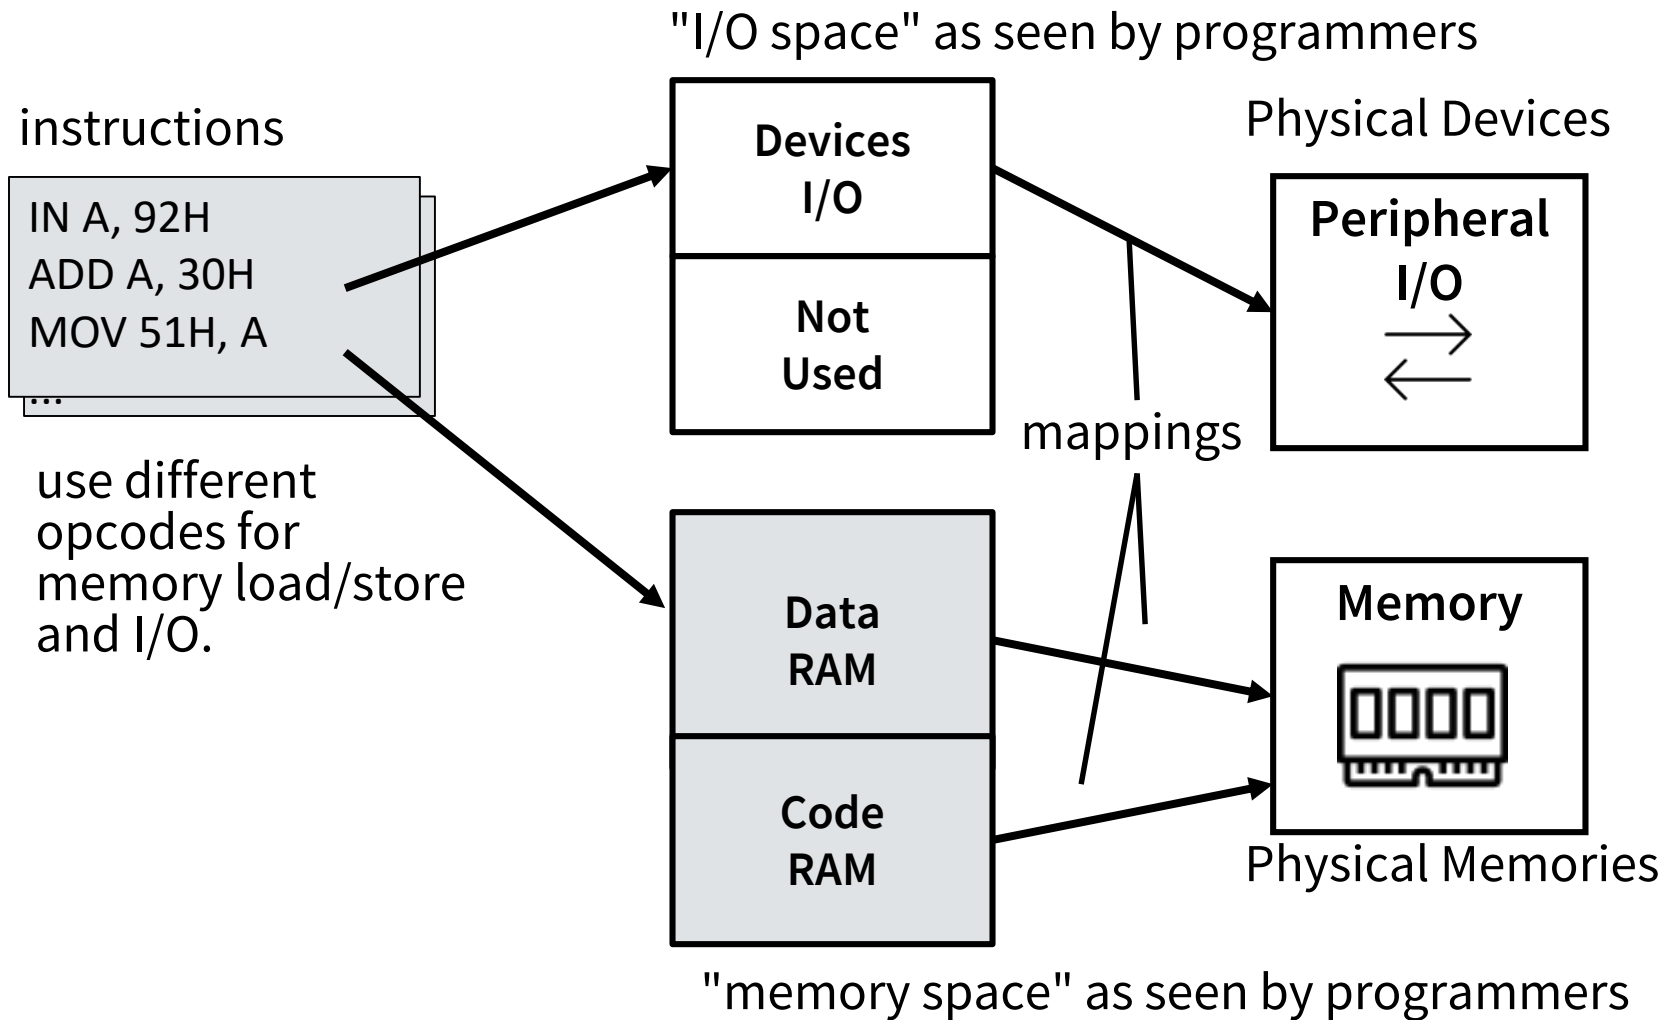 "I/O space" as seen by programmers
instructions
IN A, 92H
ADD A, 30H
MOV 51H, A
...
use different
opcodes for
memory load/store
and I/O.
Devices
I/O
Not
Used
mappings
Physical Devices
Peripheral
I/O
Data
RAM
Code
RAM
Memory
Physical Memories
"memory space" as seen by programmers